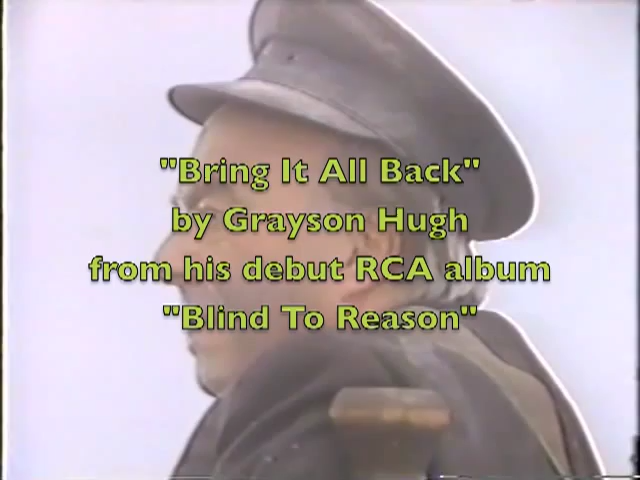 "Bring It All Back"
by Grayson Hugh
from his debut RCA album
"Blind To Reason"